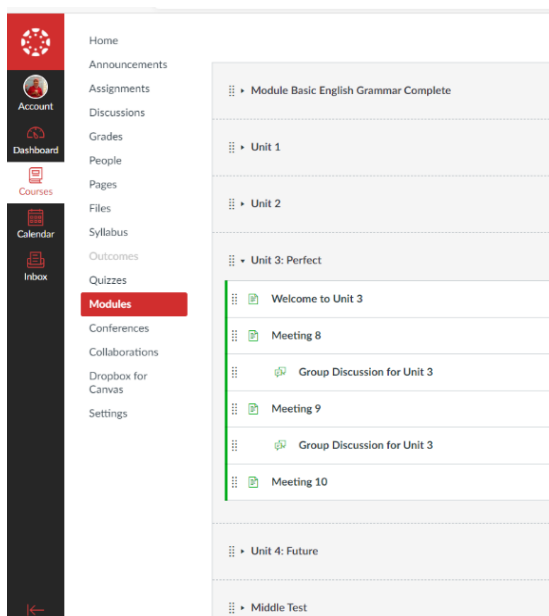 Account
Dashboard
Courses
Calendar
Inbox
Home
Announcements
Assignments
Discussions
Grades
People
Pages
Files
Syllabus
Outcomes
Quizzes
Modules
Conferences
Collaborations
Dropbox for
Canvas
Settings
Module Basic English Grammar Complete
Unit 1
Unit 2
Unit 3: Perfect
Welcome to Unit 3
Meeting 8
Group Discussion for Unit 3
Meeting 9
Group Discussion for Unit 3
Meeting 10
Unit 4: Future
Middle Test